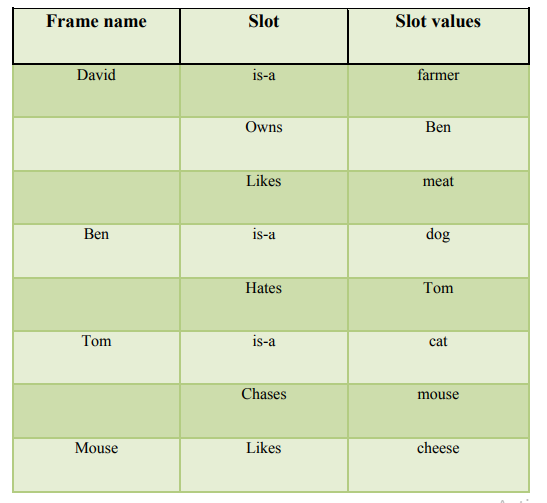 Frame name Slot Slot values
David is-a farmer
Owns Ben
Likes meat
Ben is-a dog
Hates Tom
Tom is-a cat
Chases mouse
Mouse Likes cheese